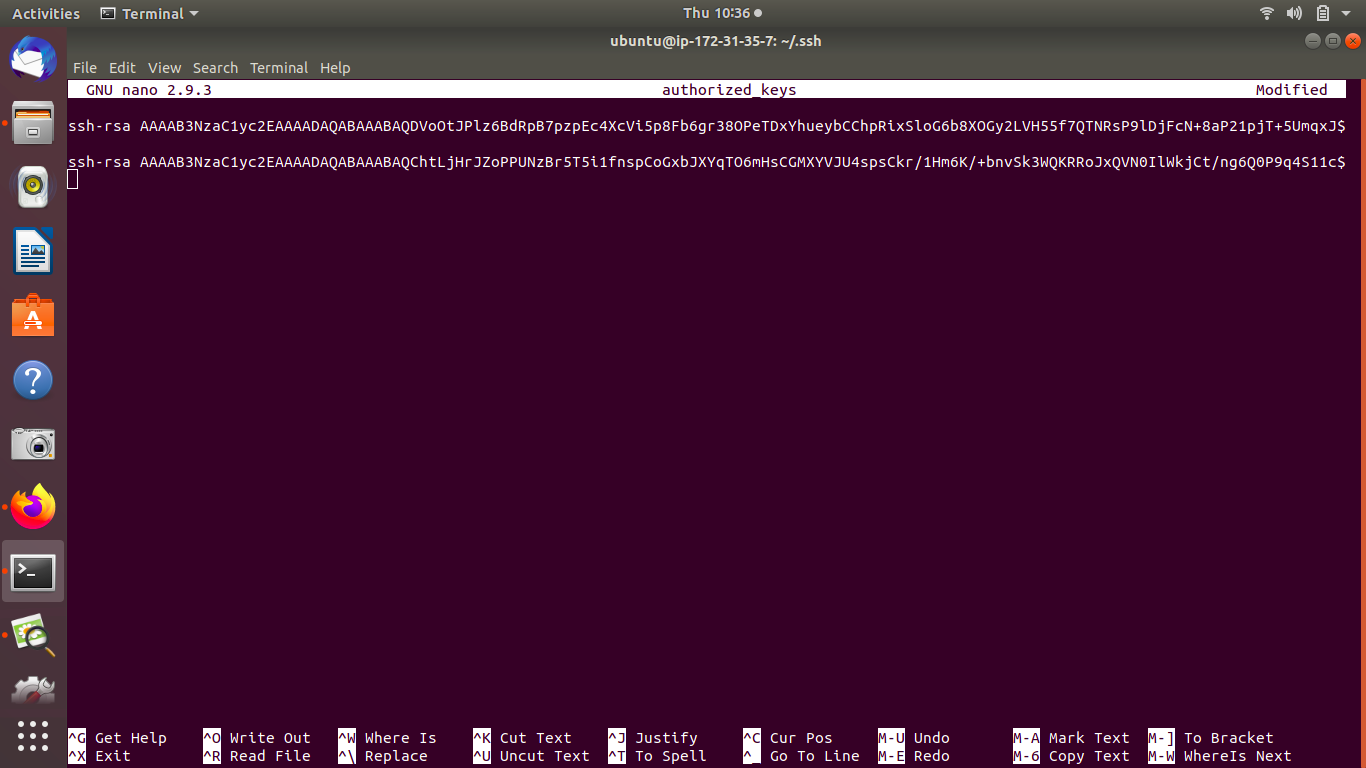 Activities Terminal Thu 10:36
ubuntu@ip-172-31-35-7: ~/.ssh
File Edit View Search Terminal Help
GNU nano 2.9.3 authorized_keys Modified
ssh-rsa AAAAB3NzaC1yc2EAAAADAQABAAABAQDVoOtJPlz6BdRpB7pzpEc4XcVi5p8Fb6gr38OPeTDxYhueybCChpRixSloG6b8XOGy2LVH55f7QTNRsP9lDjFcN+8aP21pjT+5UmqxJ$
ssh-rsa AAAAB3NzaC1yc2EAAAADAQABAAABAQChtLjHrJZoPPUNzBr5T5i1fnspCoGxbJXYqTO6mHsCGMXYVJU4spsCkr/1Hm6K/+bnvSk3WQKRRoJxQVN0IlWkjCt/ng6Q0P9q4S11c$
^G Get Help ^O Write Out ^W Where Is ^K Cut Text ^J Justify ^C Cur Pos M-U Undo M-A Mark Text M-] To Bracket
^X Exit ^R Read File ^\ Replace ^U Uncut Text ^T To Spell ^_ Go To Line M-E Redo M-6 Copy Text M-W WhereIs Next